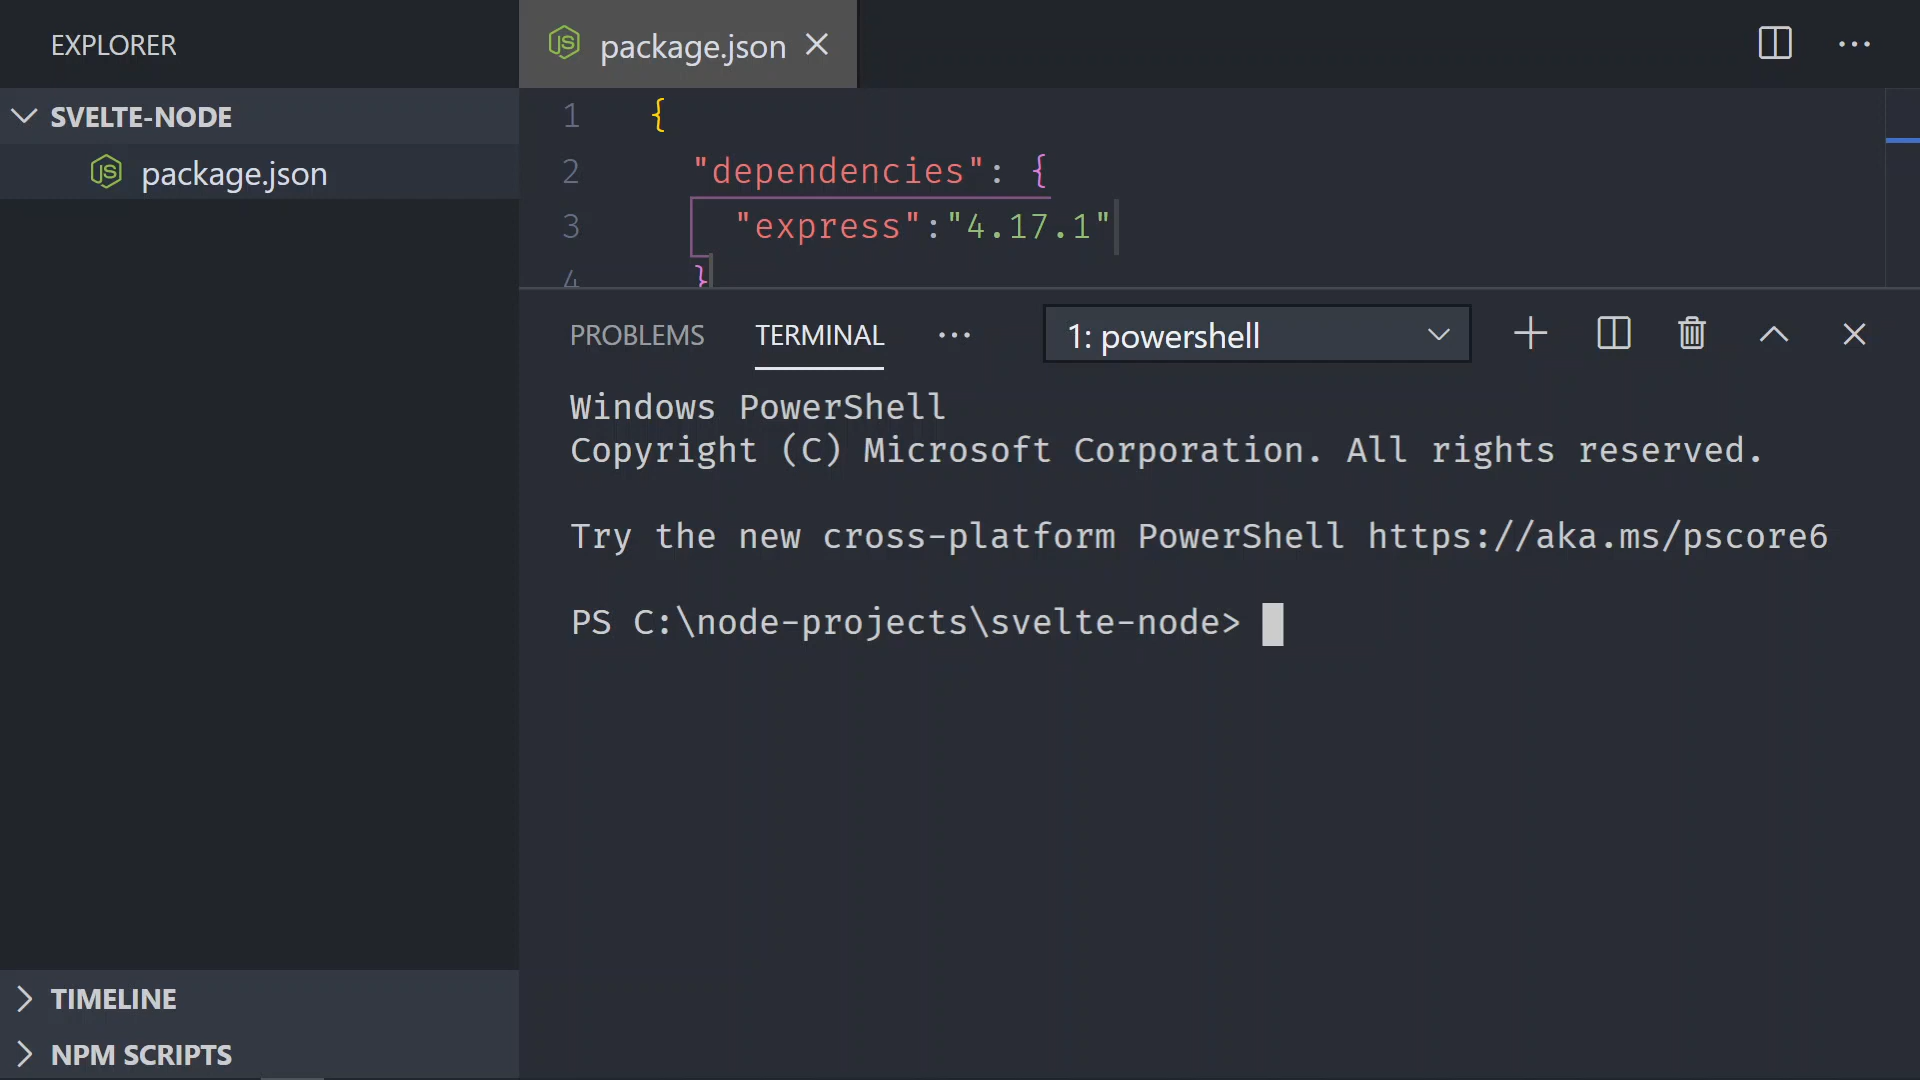 EXPLORER
package.json
SVELTE-NODE
package.json
1 {
2 "dependencies": {
3 "express":"4.17.1"
4 }
PROBLEMS TERMINAL ... 1: powershell
Windows PowerShell
Copyright (C) Microsoft Corporation. All rights reserved.
Try the new cross-platform PowerShell https://aka.ms/pscore6
PS C:\node-projects\svelte-node>
TIMELINE
NPM SCRIPTS